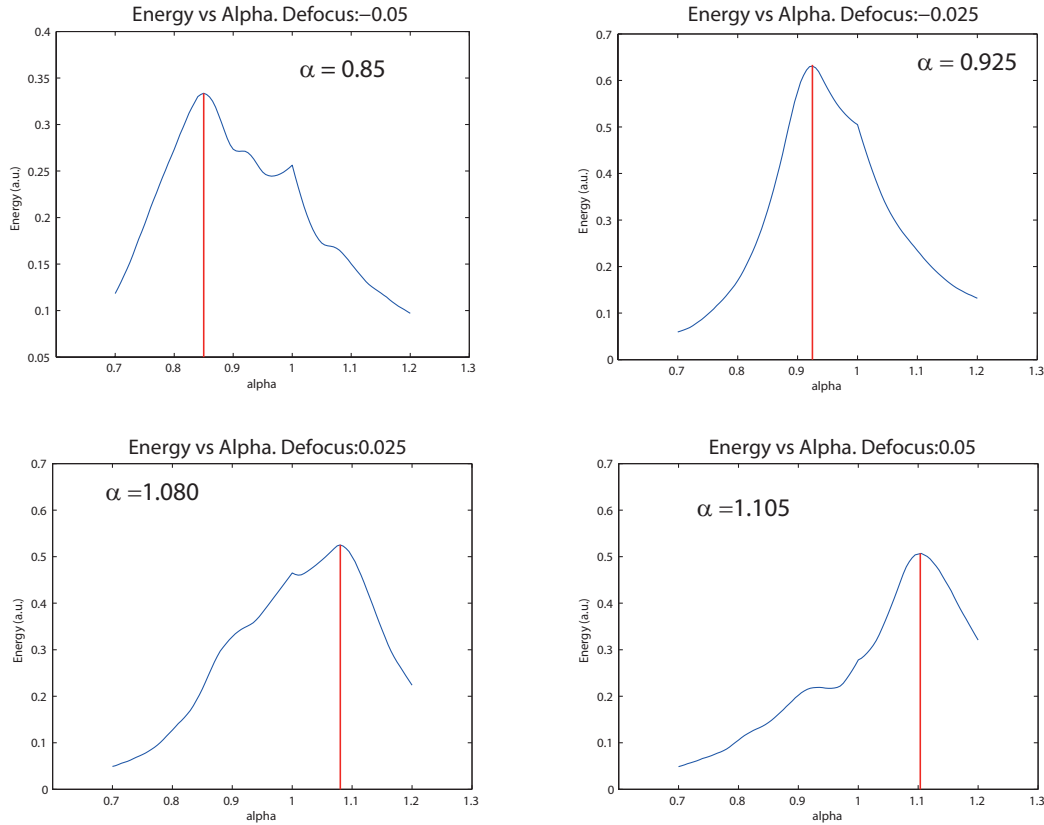 Energy vs Alpha. Defocus:−0.05
0.4
0.35
0.3
0.25
0.2
0.15
0.1
0.05
Energy (a.u.)
α = 0.85
0.7 0.8 0.9 1 1.1 1.2 1.3
alpha
Energy vs Alpha. Defocus:−0.025
0.7
0.6
0.5
0.4
0.3
0.2
0.1
0
Energy (a.u.)
α = 0.925
0.7 0.8 0.9 1 1.1 1.2 1.3
alpha
Energy vs Alpha. Defocus:0.025
0.7
0.6
0.5
0.4
0.3
0.2
0.1
0
Energy (a.u.)
α =1.080
0.7 0.8 0.9 1 1.1 1.2 1.3
alpha
Energy vs Alpha. Defocus:0.05
0.7
0.6
0.5
0.4
0.3
0.2
0.1
0
Energy (a.u.)
α =1.105
0.7 0.8 0.9 1 1.1 1.2 1.3
alpha